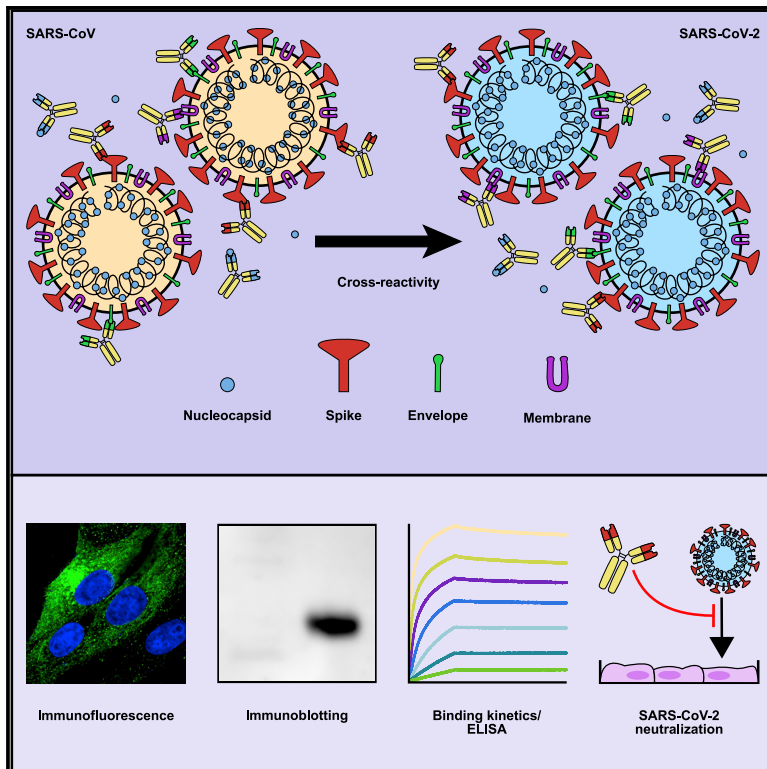 SARS-CoV
SARS-CoV-2
Cross-reactivity
Nucleocapsid
Spike
Envelope
Membrane
Immunofluorescence
Immunoblotting
Binding kinetics/
ELISA
SARS-CoV-2
neutralization